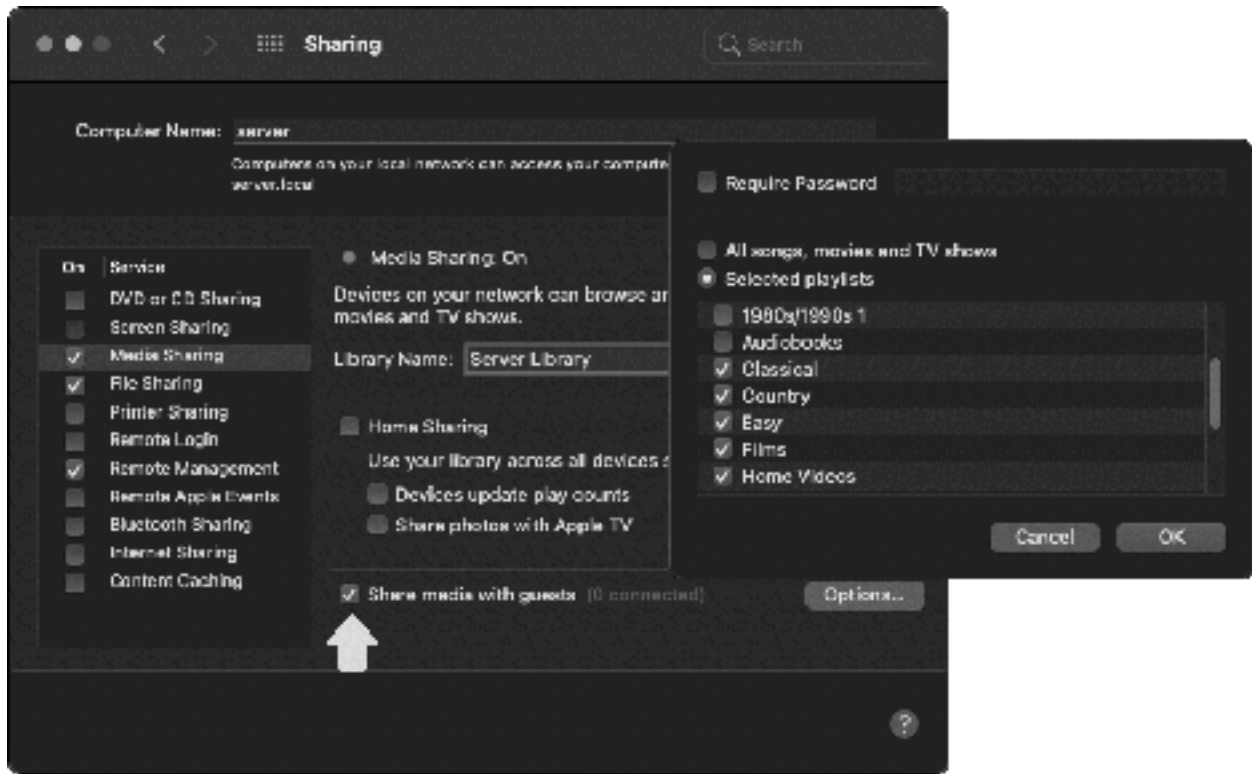 Sharing
Search
Computer Name: server
Computers on your local network can access your compute
server.local
On Service
DVD or CD Sharing
Screen Sharing
Media Sharing
File Sharing
Printer Sharing
Remote Login
Remote Management
Remote Apple Events
Bluetooth Sharing
Internet Sharing
Content Caching
Media Sharing: On
Devices on your network can browse ar
movies and TV shows.
Library Name: Server Library
Home Sharing
Use your library across all devices s
Devices update play counts
Share photos with Apple TV
Share media with guests (0 connected)
Options...
Require Password
All songs, movies and TV shows
Selected playlists
1980s/1990s 1
Audiobooks
Classical
Country
Easy
Films
Home Videos
Cancel OK
?